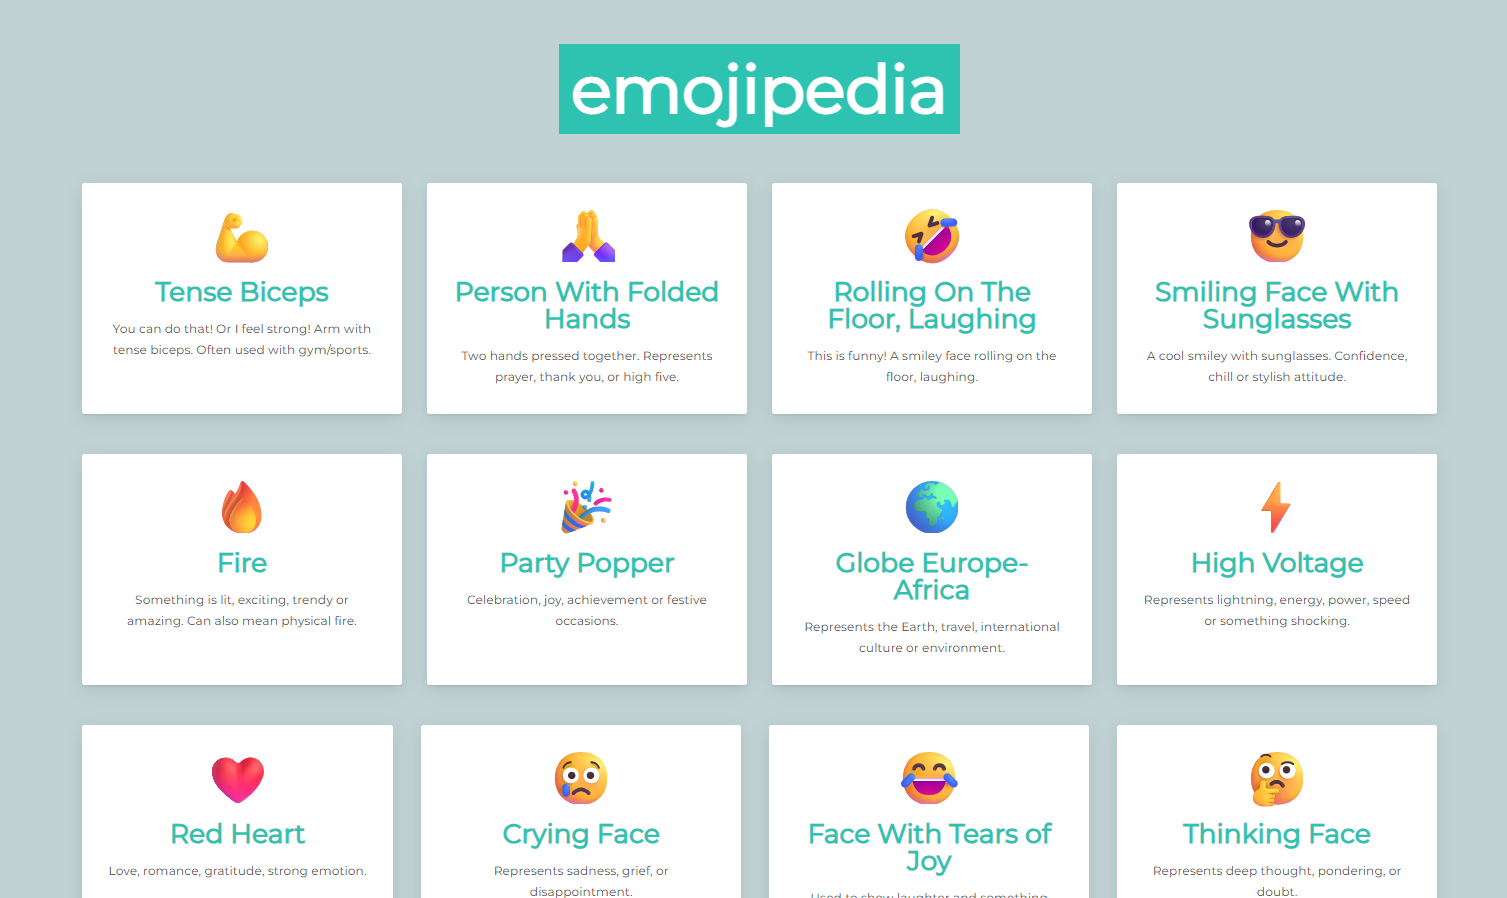 emojipedia
Tense Biceps
You can do that! Or I feel strong! Arm with
tense biceps. Often used with gym/sports.
Person With Folded
Hands
Two hands pressed together. Represents
prayer, thank you, or high five.
Rolling On The
Floor, Laughing
This is funny! A smiley face rolling on the
floor, laughing.
Smiling Face With
Sunglasses
A cool smiley with sunglasses. Confidence,
chill or stylish attitude.
Fire
Something is lit, exciting, trendy or
amazing. Can also mean physical fire.
Party Popper
Celebration, joy, achievement or festive
occasions.
Globe Europe-
Africa
Represents the Earth, travel, international
culture or environment.
High Voltage
Represents lightning, energy, power, speed
or something shocking.
Red Heart
Love, romance, gratitude, strong emotion.
Crying Face
Represents sadness, grief, or
disappointment.
Face With Tears of
Joy
Used to show laughter and something
Thinking Face
Represents deep thought, pondering, or
doubt.